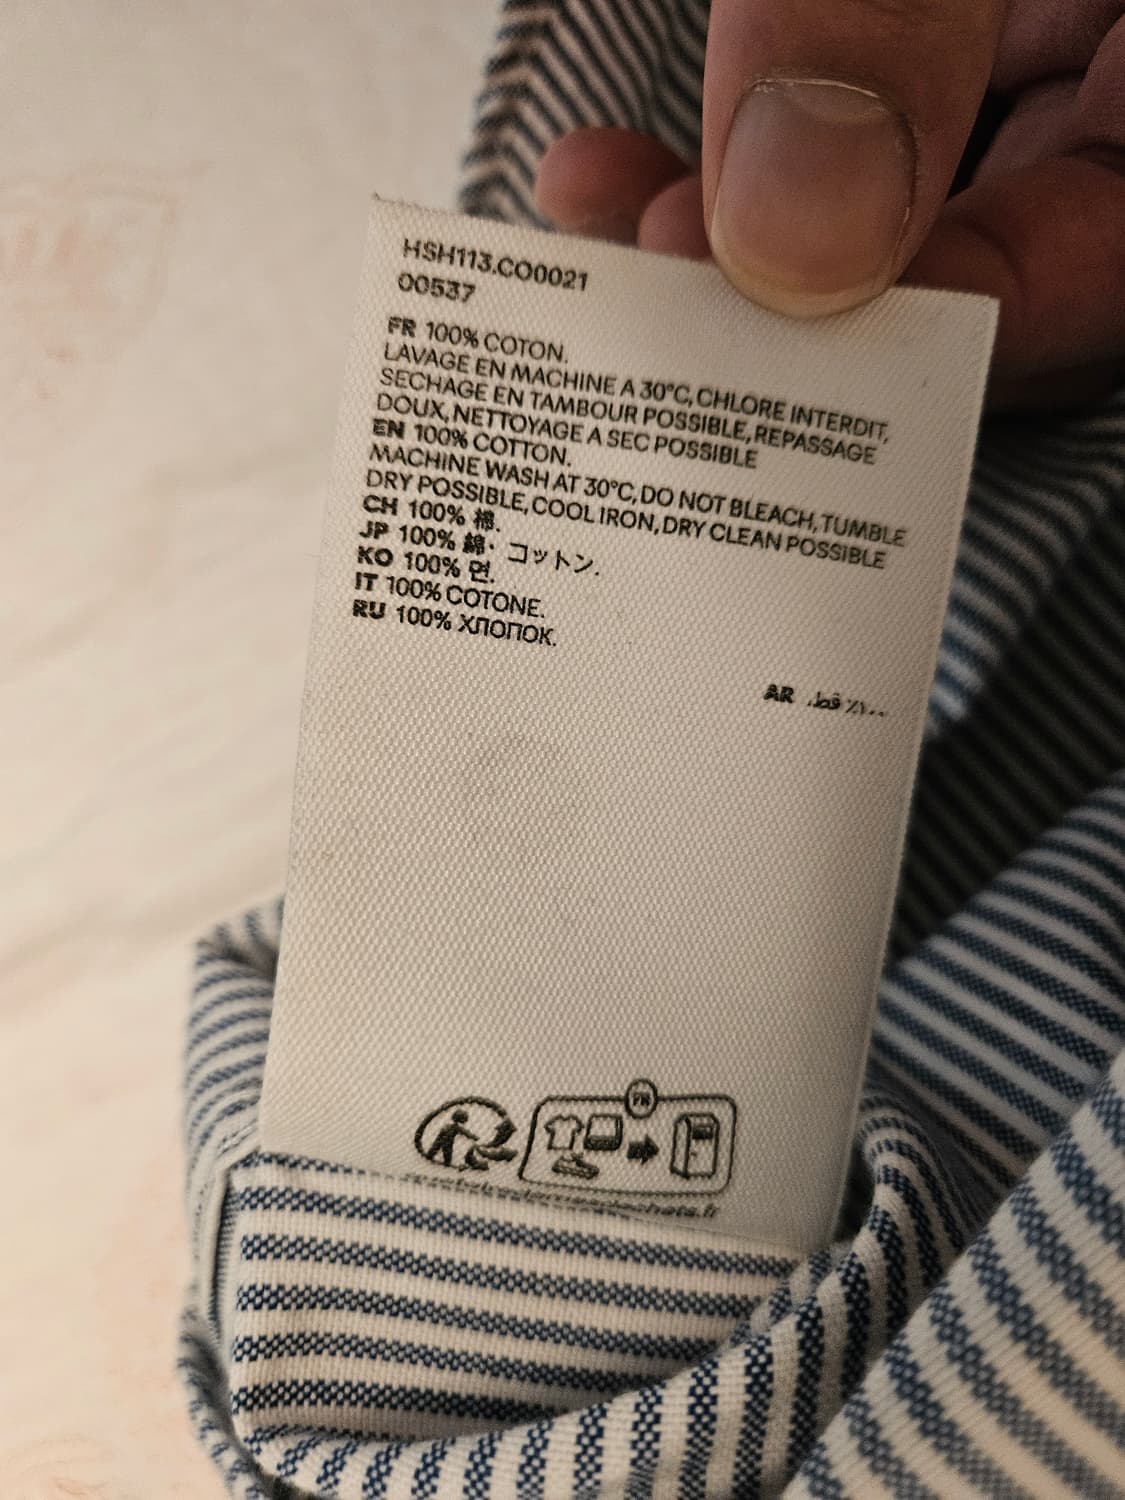 HSH113.CO0021
00537
FR 100% COTON.
LAVAGE EN MACHINE A 30°C, CHLORE INTERDIT,
SECHAGE EN TAMBOUR POSSIBLE, REPASSAGE
DOUX, NETTOYAGE A SEC POSSIBLE
EN 100% COTTON.
MACHINE WASH AT 30°C, DO NOT BLEACH, TUMBLE
DRY POSSIBLE, COOL IRON, DRY CLEAN POSSIBLE
CH 100% 棉.
JP 100% 綿・コットン.
KO 100% 면.
IT 100% COTONE.
RU 100% ХЛОПОК.
AR ١٠٠٪ قطن.
FR